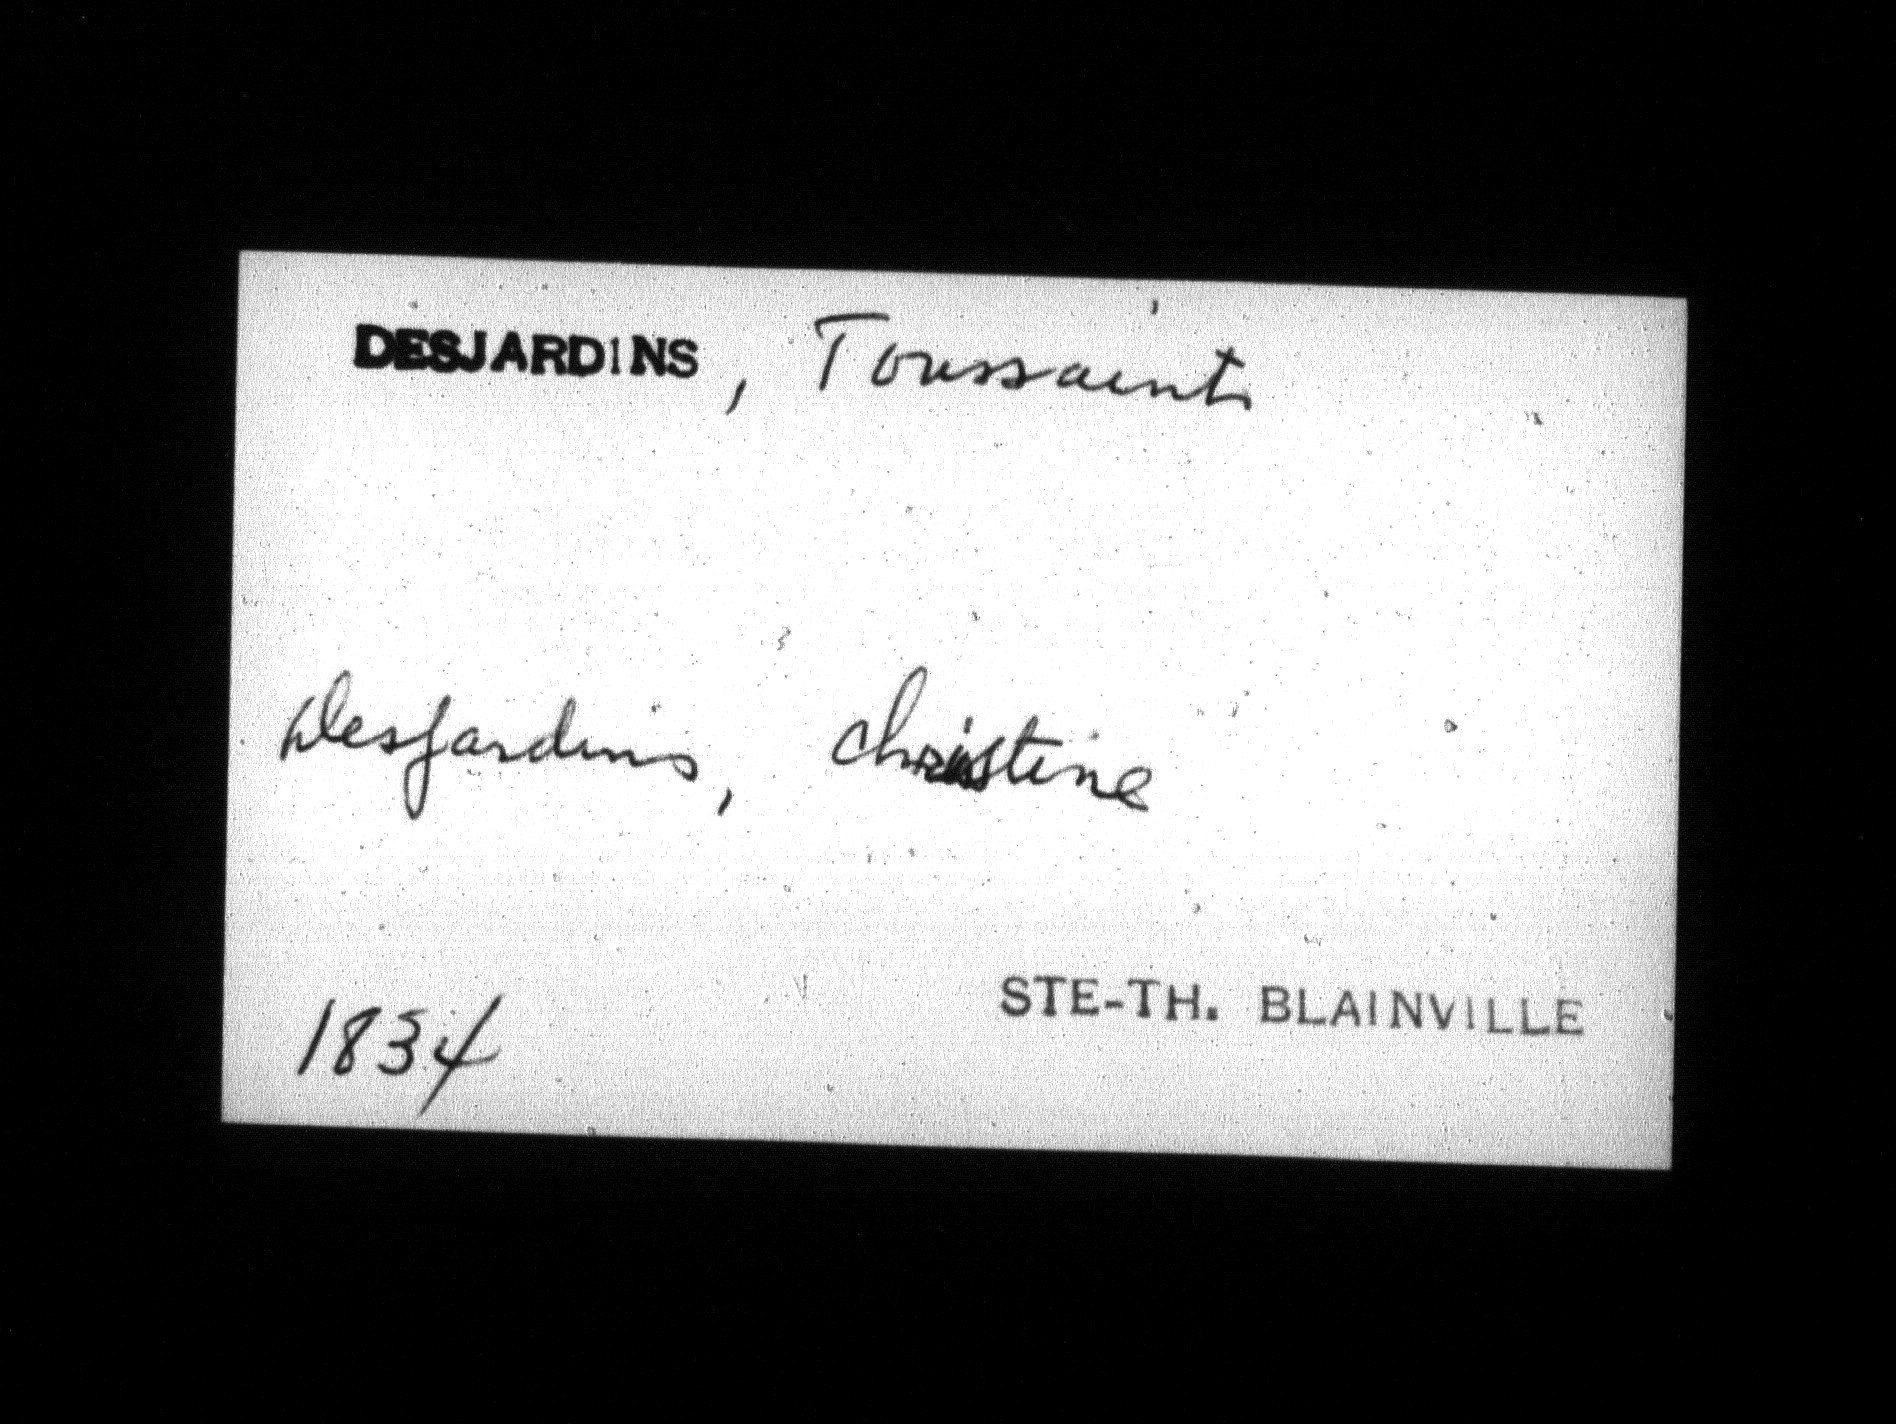 DESJARDINS, Toussaint
Desjardins, Christine
1834
STE-TH. BLAINVILLE